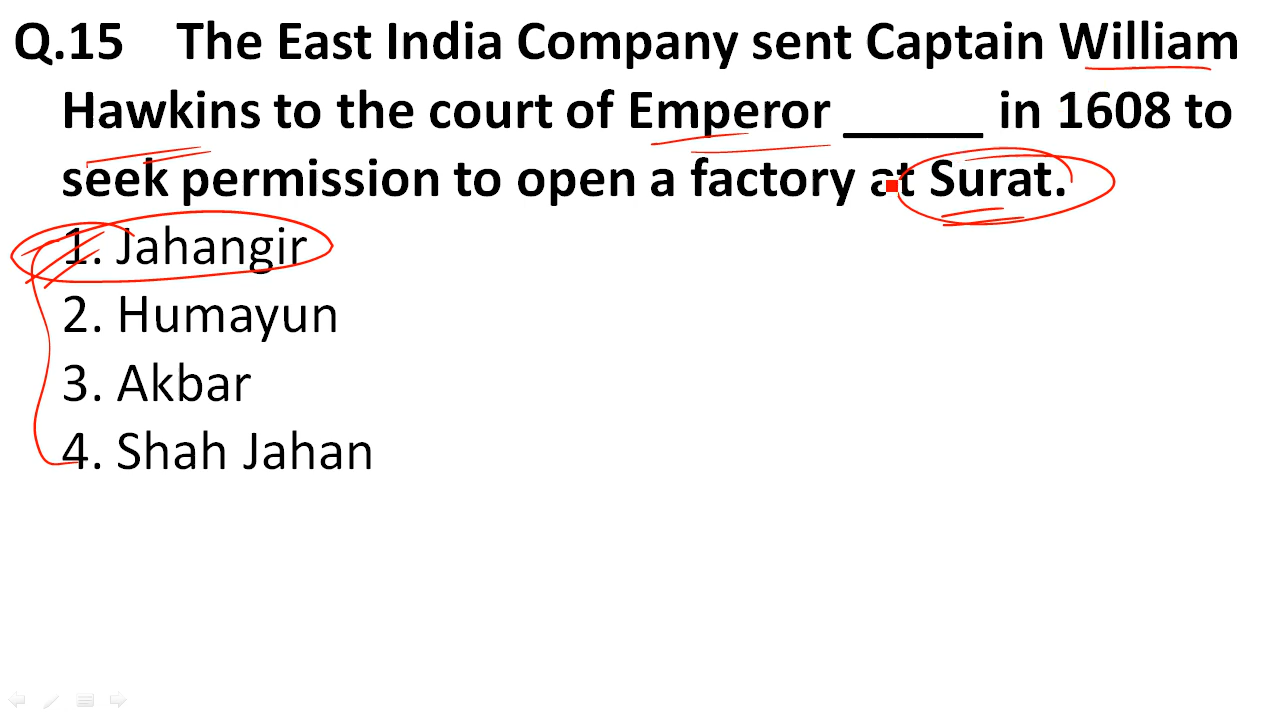 Q.15 The East India Company sent Captain William
Hawkins to the court of Emperor _____ in 1608 to
seek permission to open a factory at Surat.
1. Jahangir
2. Humayun
3. Akbar
4. Shah Jahan